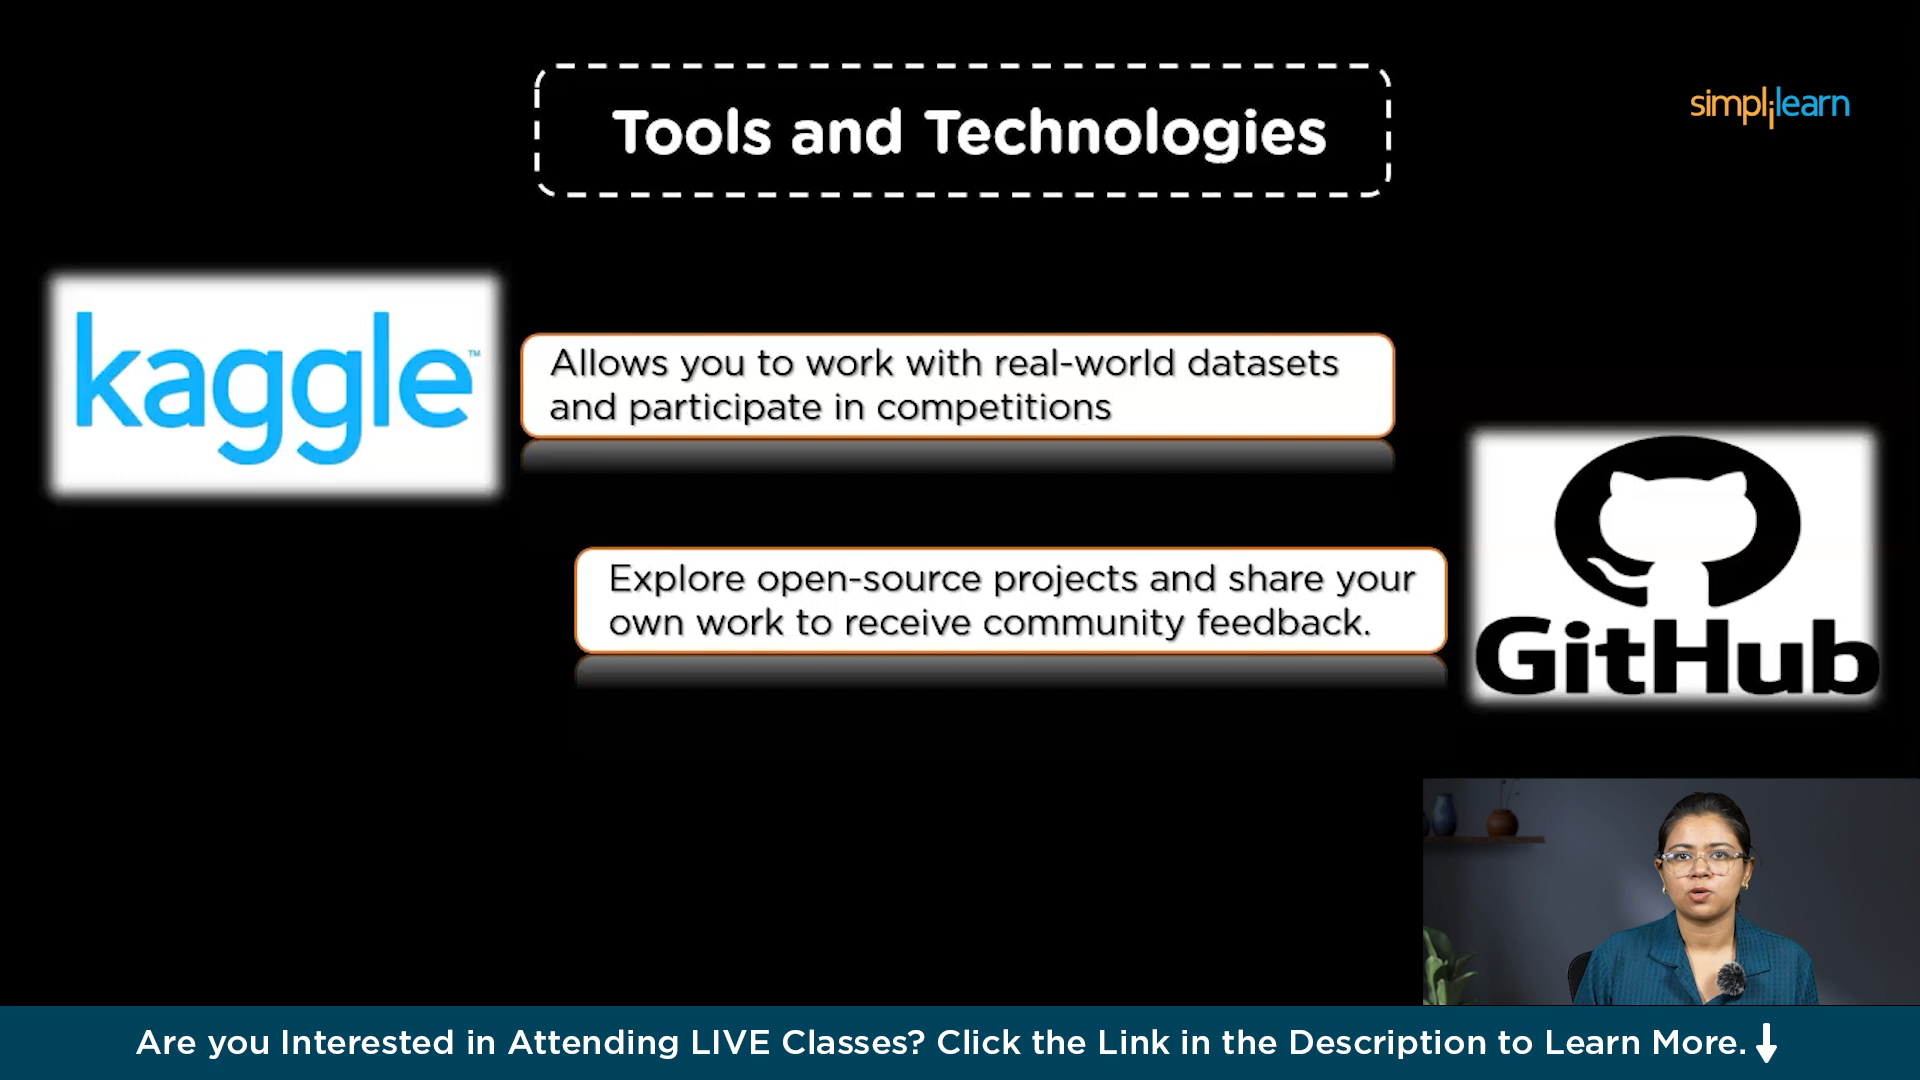 Tools and Technologies
simplilearn
kaggle™
Allows you to work with real-world datasets
and participate in competitions
Explore open-source projects and share your
own work to receive community feedback.
GitHub
Are you Interested in Attending LIVE Classes? Click the Link in the Description to Learn More.